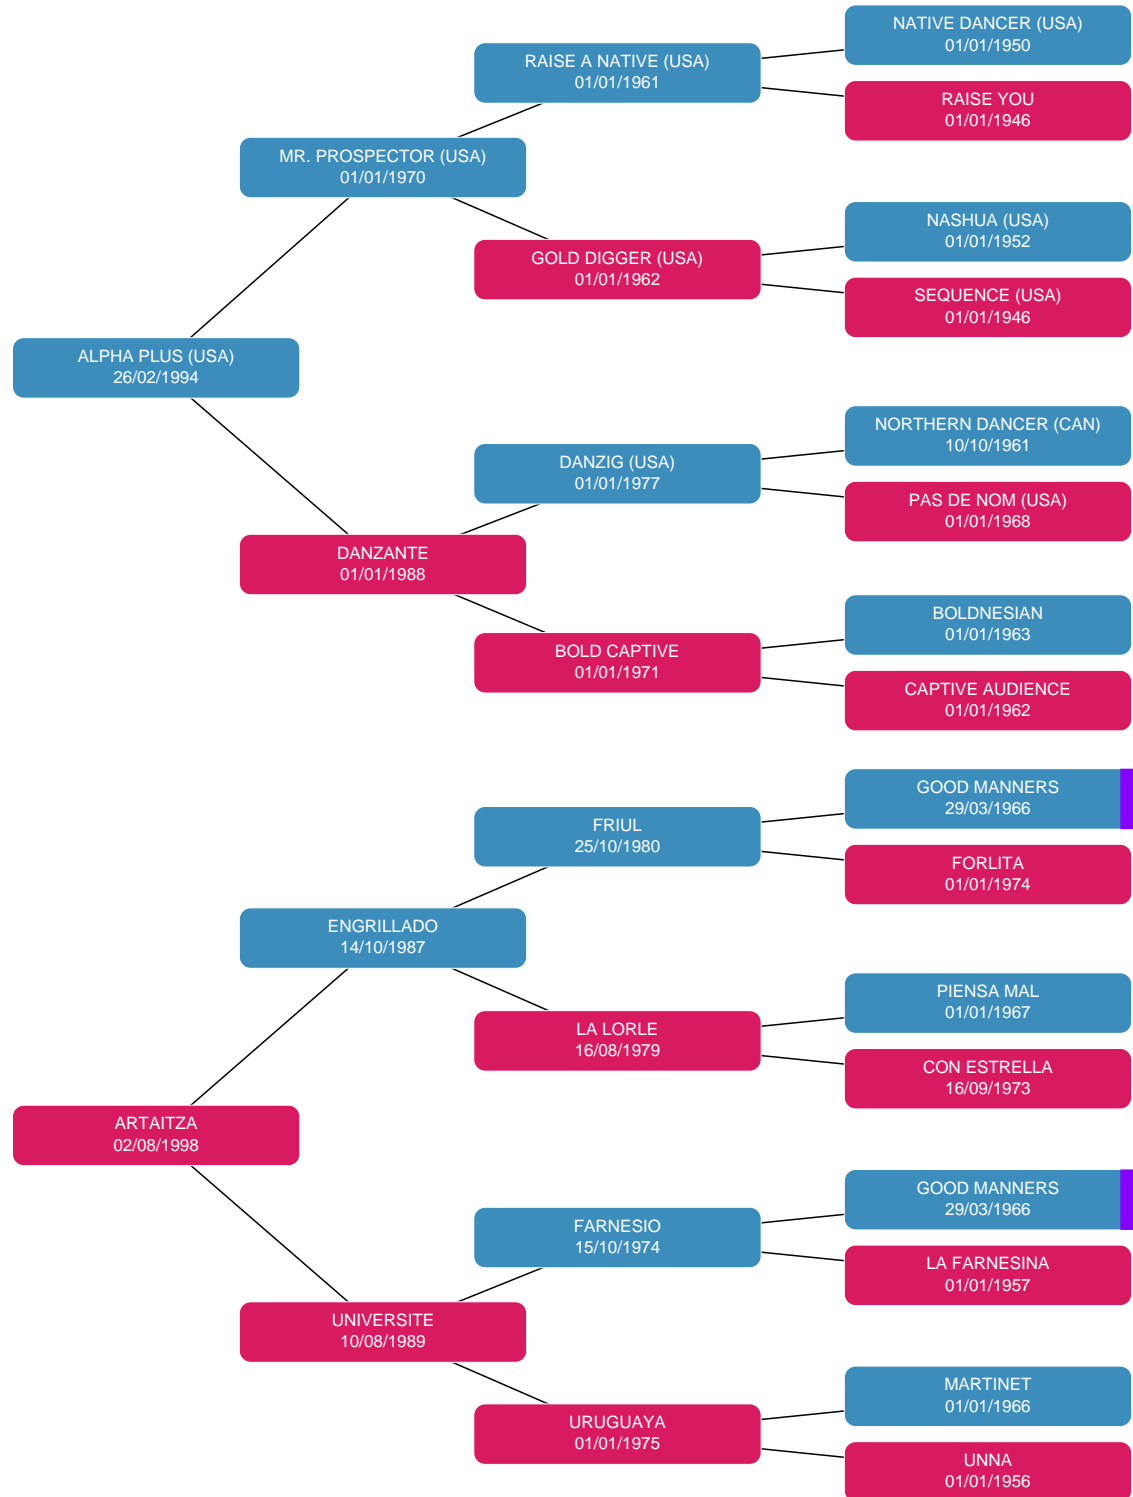 NATIVE DANCER (USA)
01/01/1950
RAISE A NATIVE (USA)
01/01/1961
RAISE YOU
01/01/1946
MR. PROSPECTOR (USA)
01/01/1970
NASHUA (USA)
01/01/1952
GOLD DIGGER (USA)
01/01/1962
SEQUENCE (USA)
01/01/1946
ALPHA PLUS (USA)
26/02/1994
NORTHERN DANCER (CAN)
10/10/1961
DANZIG (USA)
01/01/1977
PAS DE NOM (USA)
01/01/1968
DANZANTE
01/01/1988
BOLDNESIAN
01/01/1963
BOLD CAPTIVE
01/01/1971
CAPTIVE AUDIENCE
01/01/1962
GOOD MANNERS
29/03/1966
FRIUL
25/10/1980
FORLITA
01/01/1974
ENGRILLADO
14/10/1987
PIENSA MAL
01/01/1967
LA LORLE
16/08/1979
CON ESTRELLA
16/09/1973
ARTAITZA
02/08/1998
GOOD MANNERS
29/03/1966
FARNESIO
15/10/1974
LA FARNESINA
01/01/1957
UNIVERSITE
10/08/1989
MARTINET
01/01/1966
URUGUAYA
01/01/1975
UNNA
01/01/1956